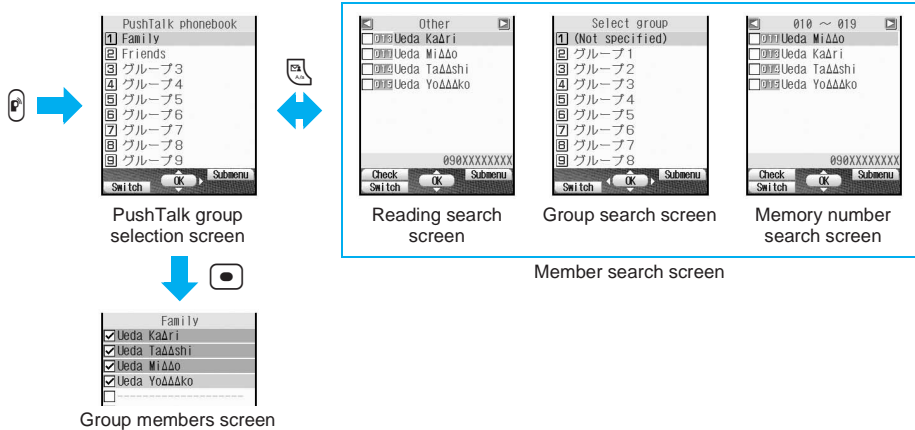 PushTalk phonebook
1 Family
2 Friends
3 グループ3
4 グループ4
5 グループ5
6 グループ6
7 グループ7
8 グループ8
9 グループ9
Submenu
OK
Switch
PushTalk group
selection screen
Other
Ueda KaΔri
Ueda MiΔΔo
Ueda TaΔΔshi
Ueda YoΔΔΔko
090XXXXXXXX
Check
Submenu
OK
Switch
Reading search
screen
Select group
1 (Not specified)
2 グループ1
3 グループ2
4 グループ3
5 グループ4
6 グループ5
7 グループ6
8 グループ7
9 グループ8
Submenu
OK
Switch
Group search screen
010 ~ 019
Ueda MiΔΔo
Ueda KaΔri
Ueda TaΔΔshi
Ueda YoΔΔΔko
090XXXXXXXX
Check
Submenu
OK
Switch
Memory number
search screen
Member search screen
Family
Ueda KaΔri
Ueda TaΔΔshi
Ueda MiΔΔo
Ueda YoΔΔΔko
Group members screen